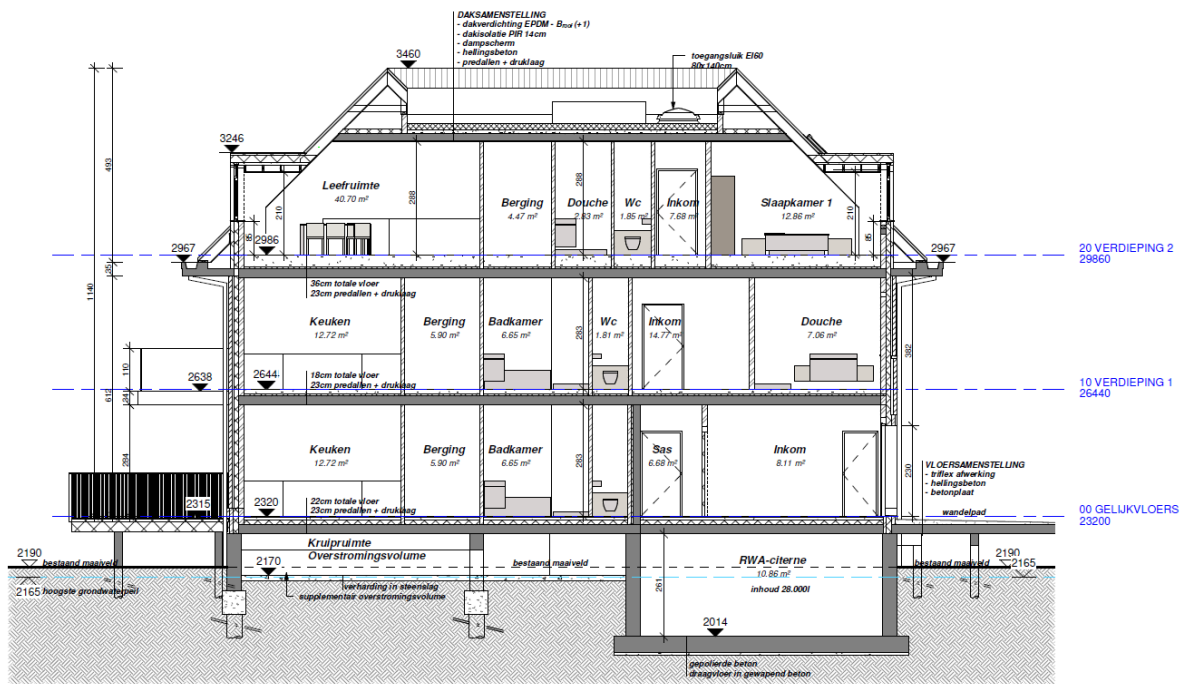 DAKSAMENSTELLING
- dakverdichting EPDM - Broof (+1)
- dakisolatie PIR 14cm
- dampscherm
- hellingsbeton
- predallen + druklaag
toegangsluik EI60
80x140cm
3460
3246
493
Leefruimte
40.70 m²
288
Berging
4.47 m²
Douche
2.83 m²
288
Wc
1.85 m²
Inkom
7.68 m²
Slaapkamer 1
12.86 m²
210
210
85
85
2986
2967
2967
20 VERDIEPING 2
29860
35
1140
36cm totale vloer
23cm predallen + druklaag
Keuken
12.72 m²
Berging
5.90 m²
Badkamer
6.65 m²
283
Wc
1.81 m²
Inkom
14.77 m²
Douche
7.06 m²
382
110
2638
2644
18cm totale vloer
23cm predallen + druklaag
10 VERDIEPING 1
26440
612
34
284
Keuken
12.72 m²
Berging
5.90 m²
Badkamer
6.65 m²
283
Sas
6.68 m²
Inkom
8.11 m²
230
VLOERSAMENSTELLING
- triflex afwerking
- hellingsbeton
- betonplaat
2315
2320
22cm totale vloer
23cm predallen + druklaag
wandelpad
00 GELIJKVLOERS
23200
Kruipruimte
Overstromingsvolume
2190
bestaand maaiveld
2170
bestaand maaiveld
RWA-citerne
10.86 m²
inhoud 28.000l
2190
bestaand maaiveld
2165
2165
hoogste grondwaterpeil
verharding in steenslag
supplementair overstromingsvolume
261
2014
gepolierde beton
draagvloer in gewapend beton